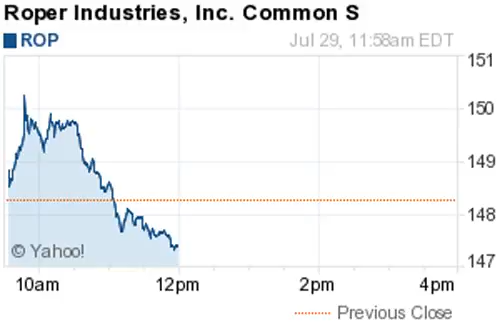 Roper Industries, Inc. Common S
ROP Jul 29, 11:58am EDT
151
150
149
148
147
© Yahoo!
10am 12pm 2pm 4pm
Previous Close